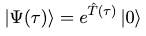 |Ψ(τ)⟩ = e^{T̂(τ)} |0⟩